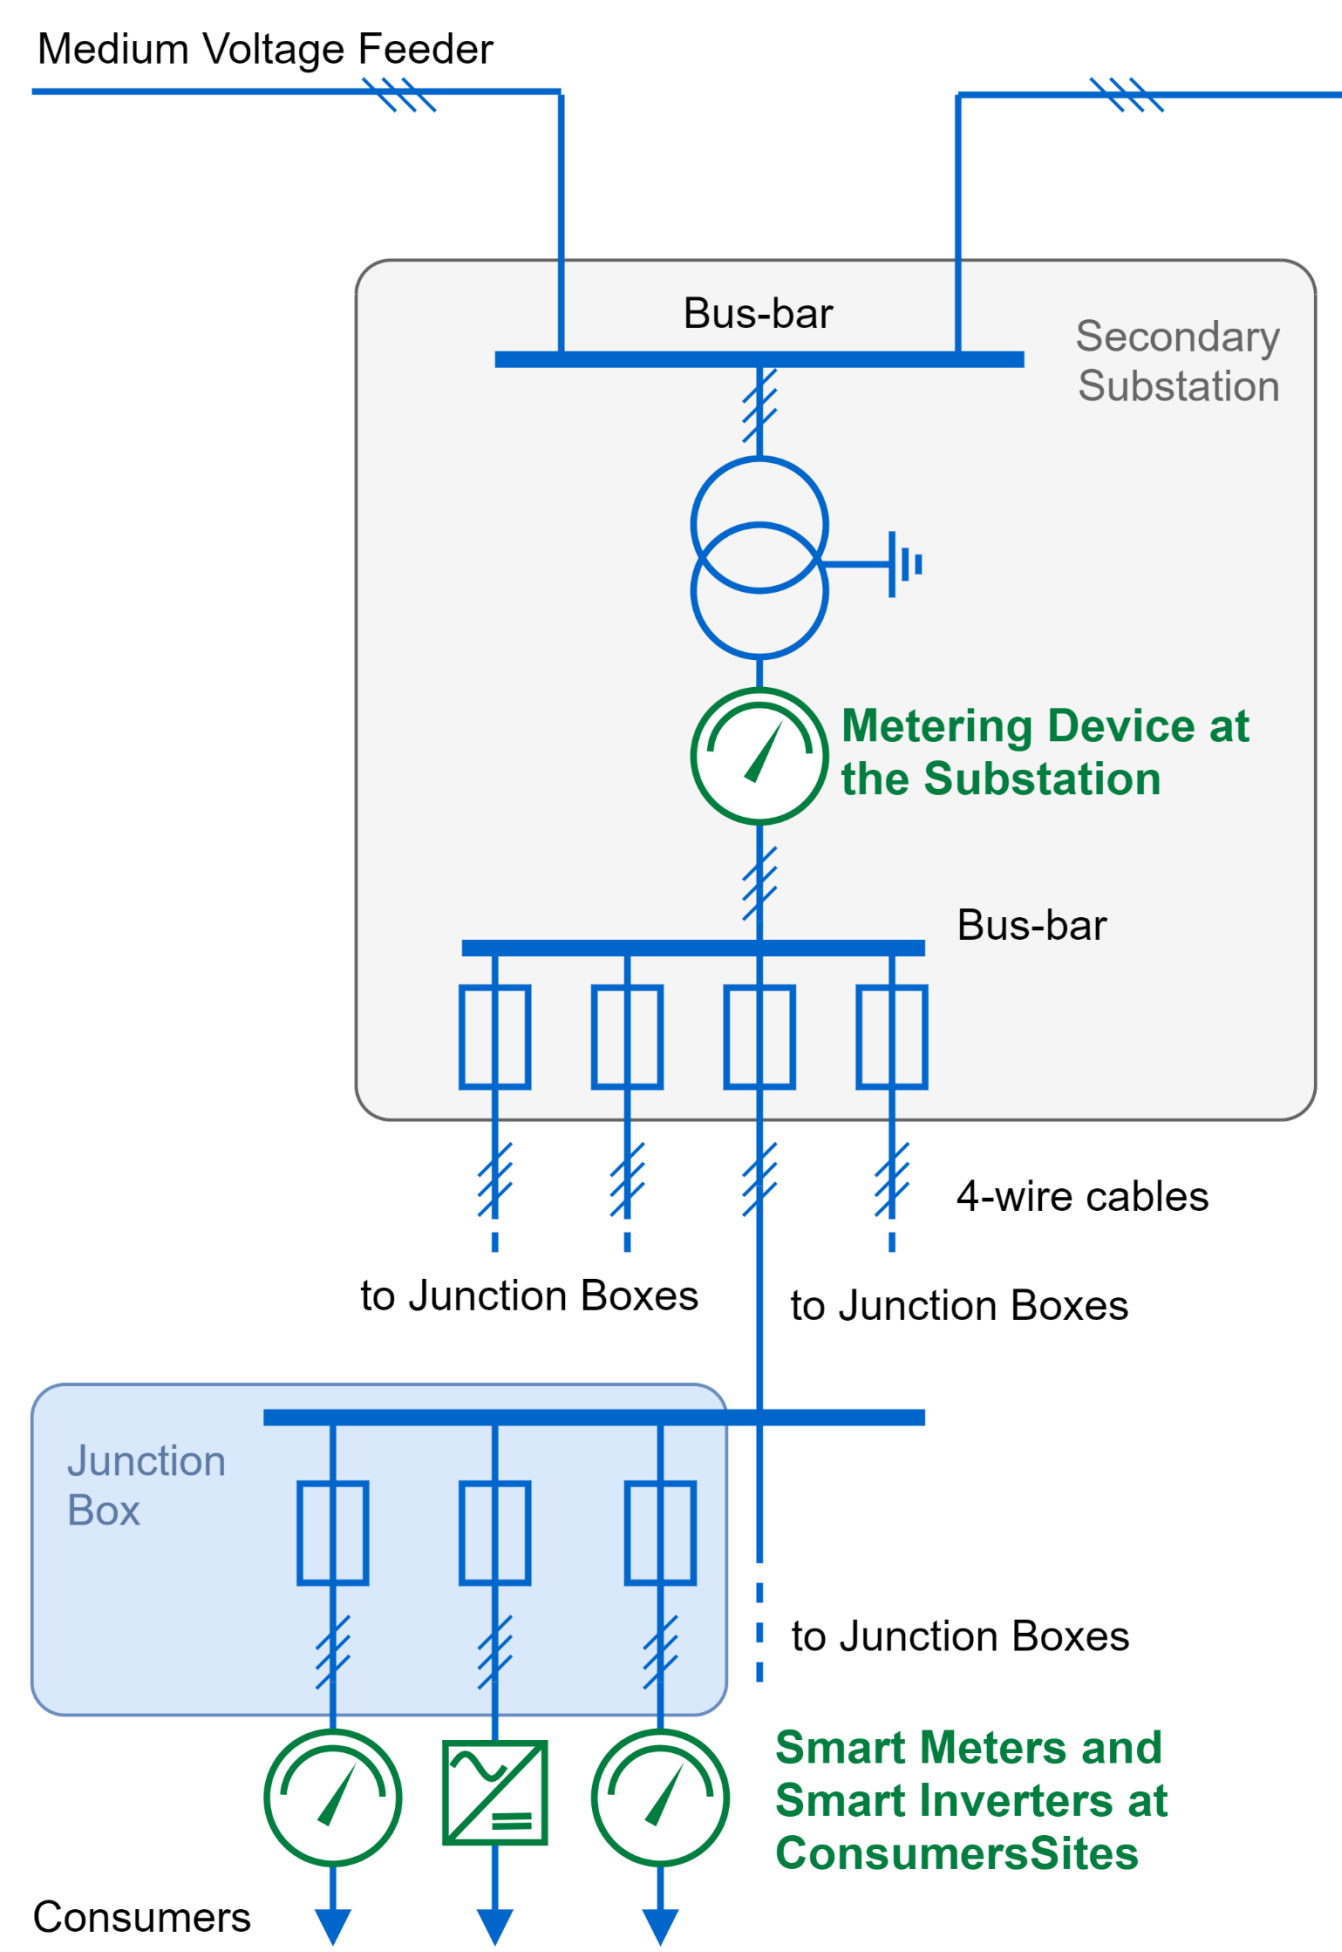 Medium Voltage Feeder
Bus-bar
Secondary
Substation
Metering Device at
the Substation
Bus-bar
4-wire cables
to Junction Boxes
to Junction Boxes
Junction
Box
to Junction Boxes
Smart Meters and
Smart Inverters at
ConsumersSites
Consumers